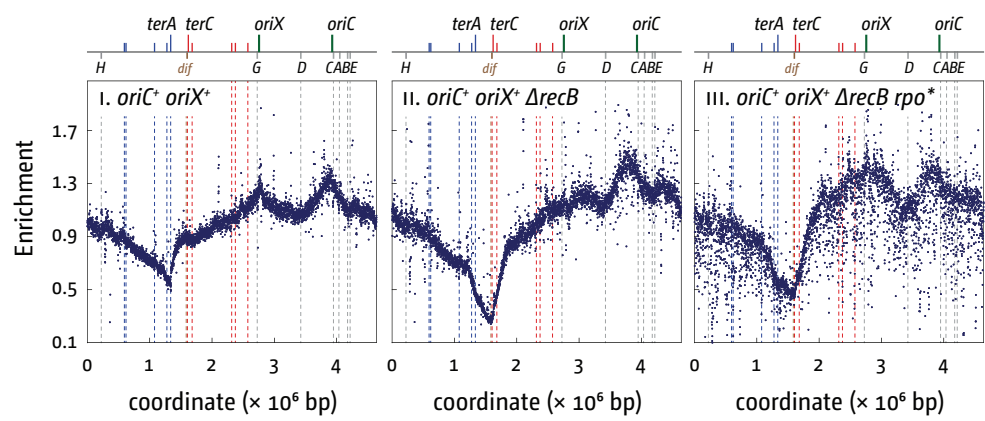 terA terC oriX oriC terA terC oriX oriC terA terC oriX oriC
H dif G D CABE H dif G D CABE H dif G D CABE
I. oriC⁺ oriX⁺ II. oriC⁺ oriX⁺ ΔrecB III. oriC⁺ oriX⁺ ΔrecB rpo*
Enrichment
1.7
1.3
0.9
0.5
0.1
0 1 2 3 4 0 1 2 3 4 0 1 2 3 4
coordinate (× 10⁶ bp) coordinate (× 10⁶ bp) coordinate (× 10⁶ bp)